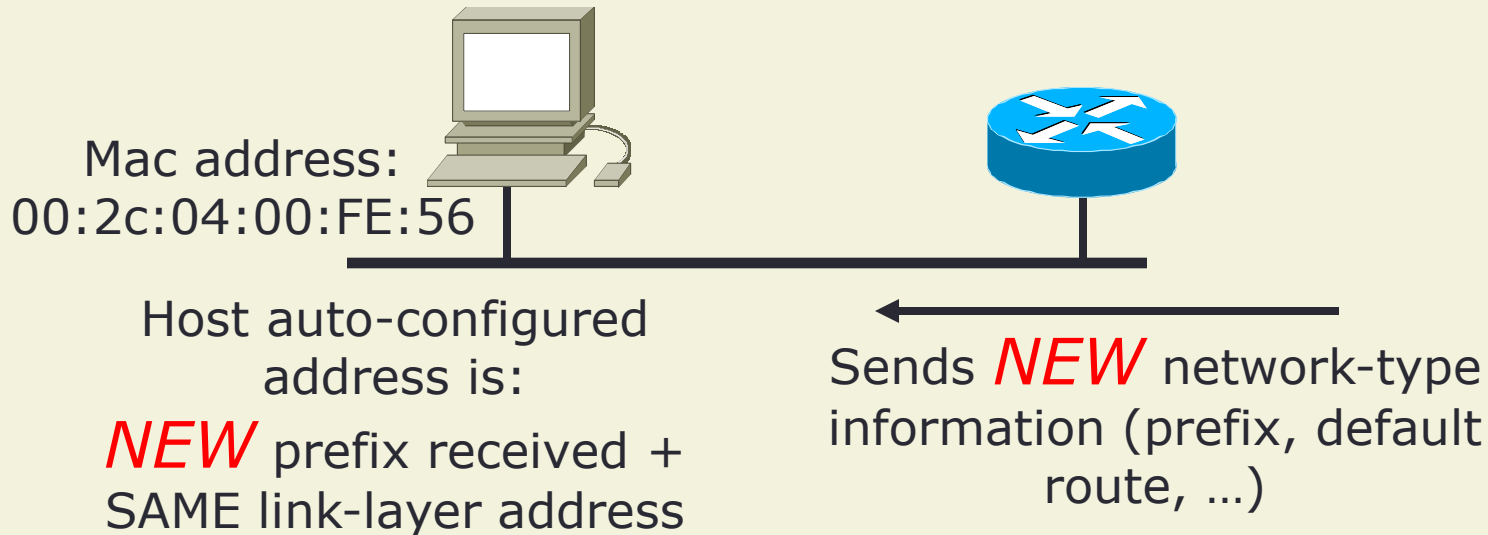 Mac address:
00:2c:04:00:FE:56
Host auto-configured
address is:
NEW prefix received +
SAME link-layer address
Sends NEW network-type
information (prefix, default
route, …)